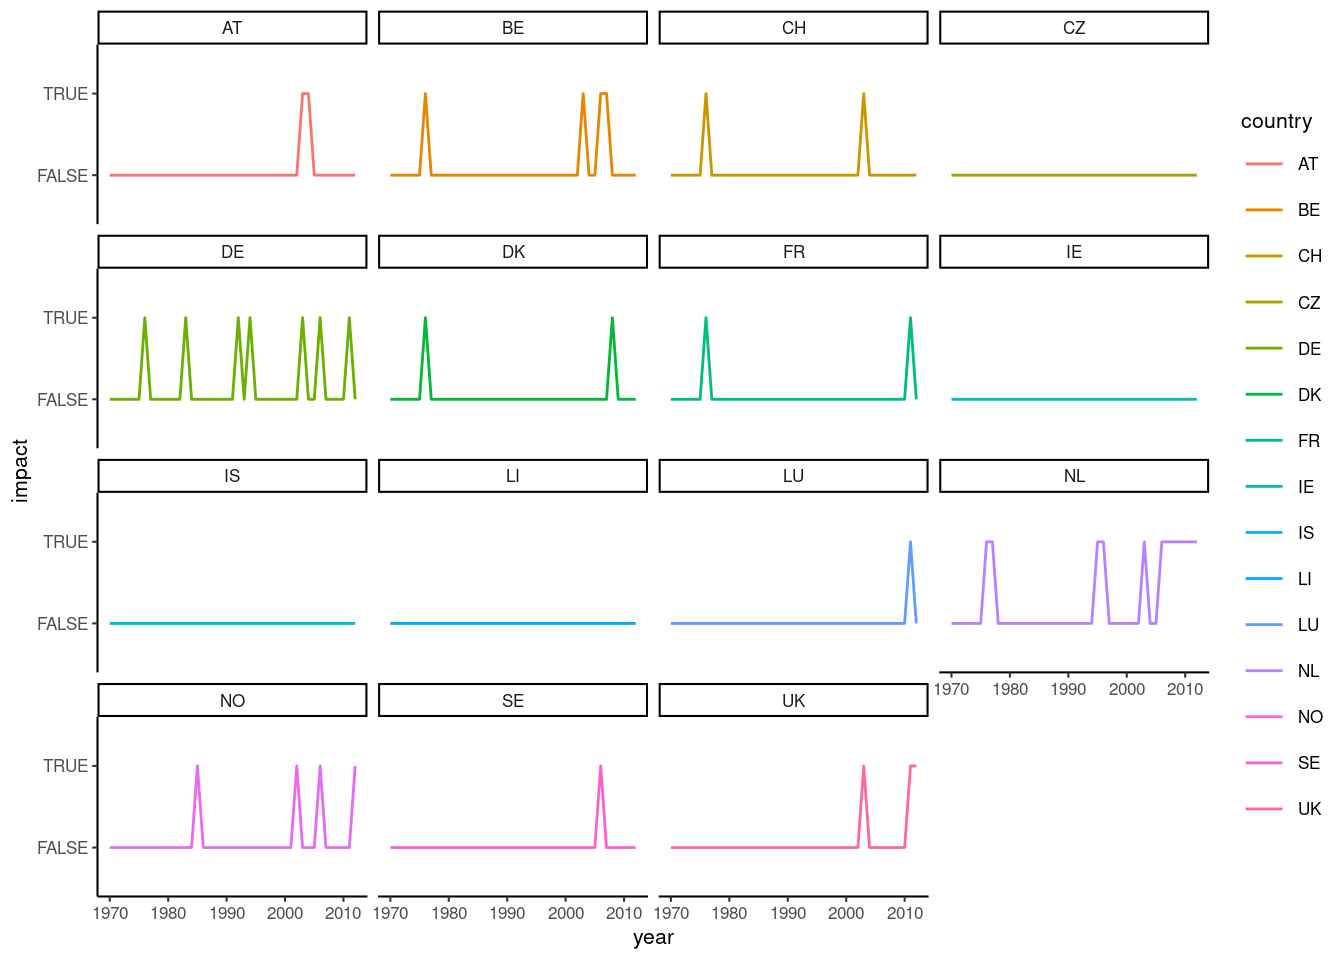 AT BE CH CZ
TRUE
FALSE
DE DK FR IE
TRUE
FALSE
IS LI LU NL
TRUE
FALSE
1970 1980 1990 2000 2010
NO SE UK
TRUE
FALSE
1970 1980 1990 2000 2010 1970 1980 1990 2000 2010 1970 1980 1990 2000 2010
year
impact
country
AT
BE
CH
CZ
DE
DK
FR
IE
IS
LI
LU
NL
NO
SE
UK